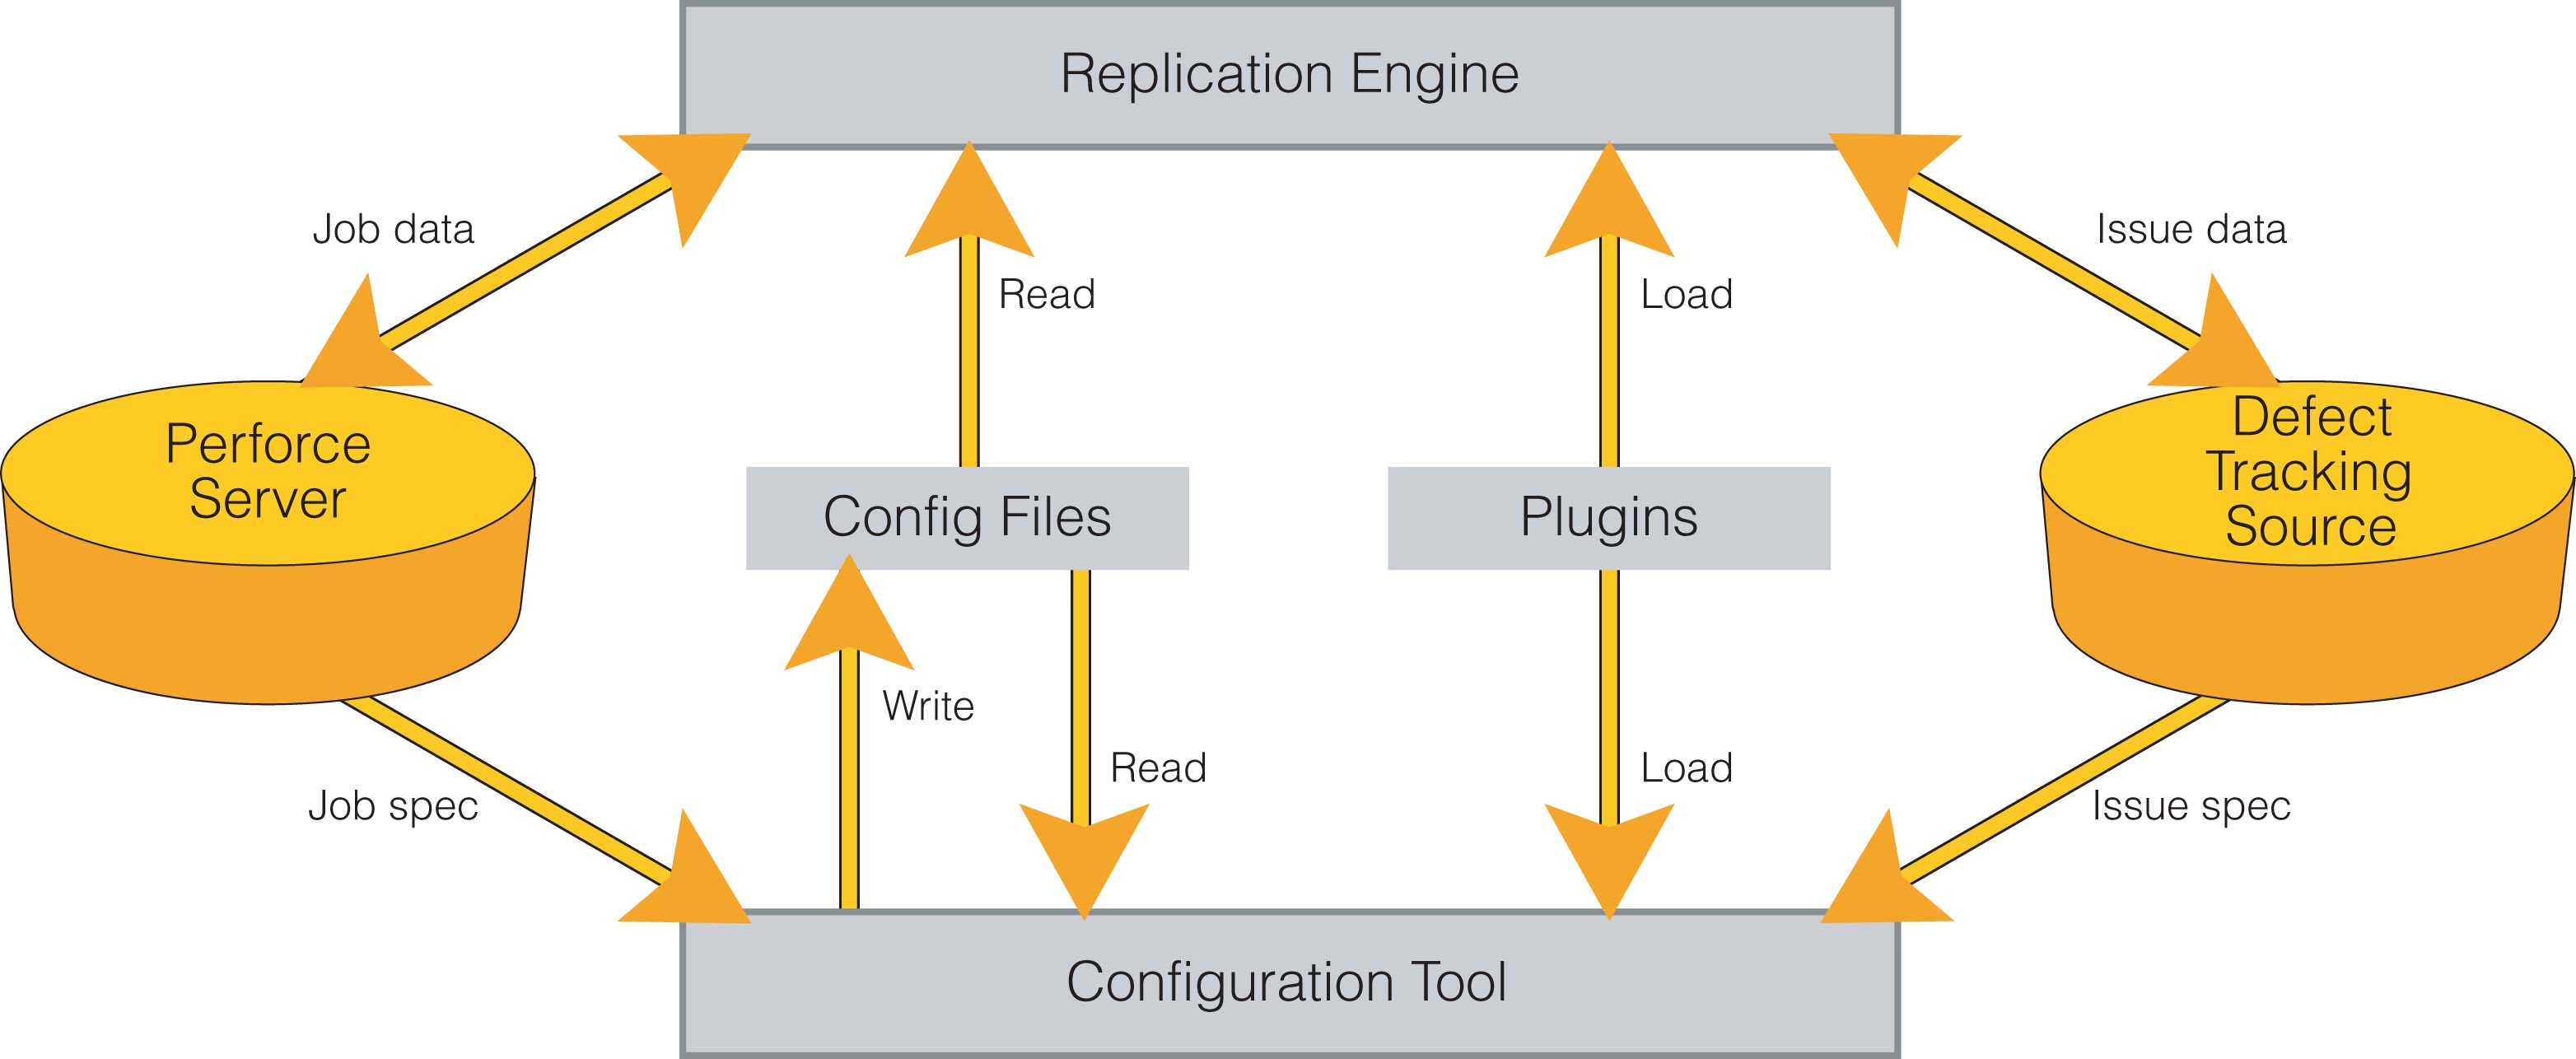 Replication Engine
Job data
Issue data
Read
Load
Perforce
Server
Config Files
Plugins
Defect
Tracking
Source
Write
Read
Load
Job spec
Issue spec
Configuration Tool